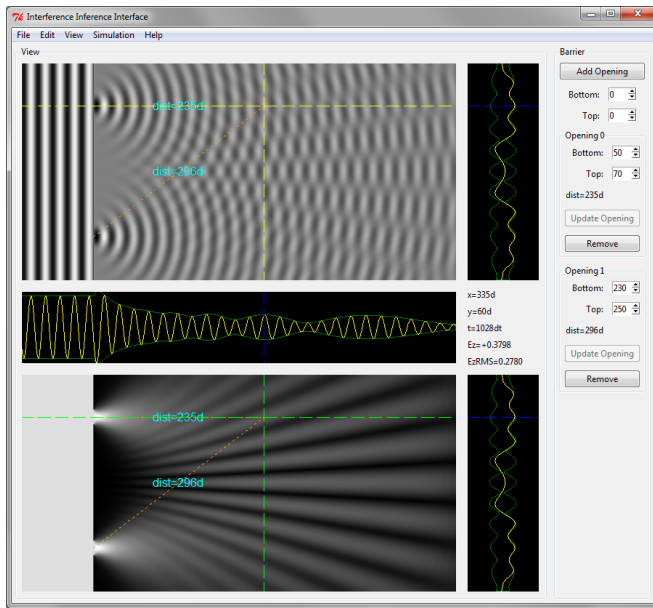 Interference Inference Interface
File Edit View Simulation Help
View
dist=235d
dist=296d
x=335d
y=60d
t=1028dt
Ez=+0.3798
EzRMS=0.2780
dist=235d
dist=296d
Barrier
Add Opening
Bottom: 0
Top: 0
Opening 0
Bottom: 50
Top: 70
dist=235d
Update Opening
Remove
Opening 1
Bottom: 230
Top: 250
dist=296d
Update Opening
Remove